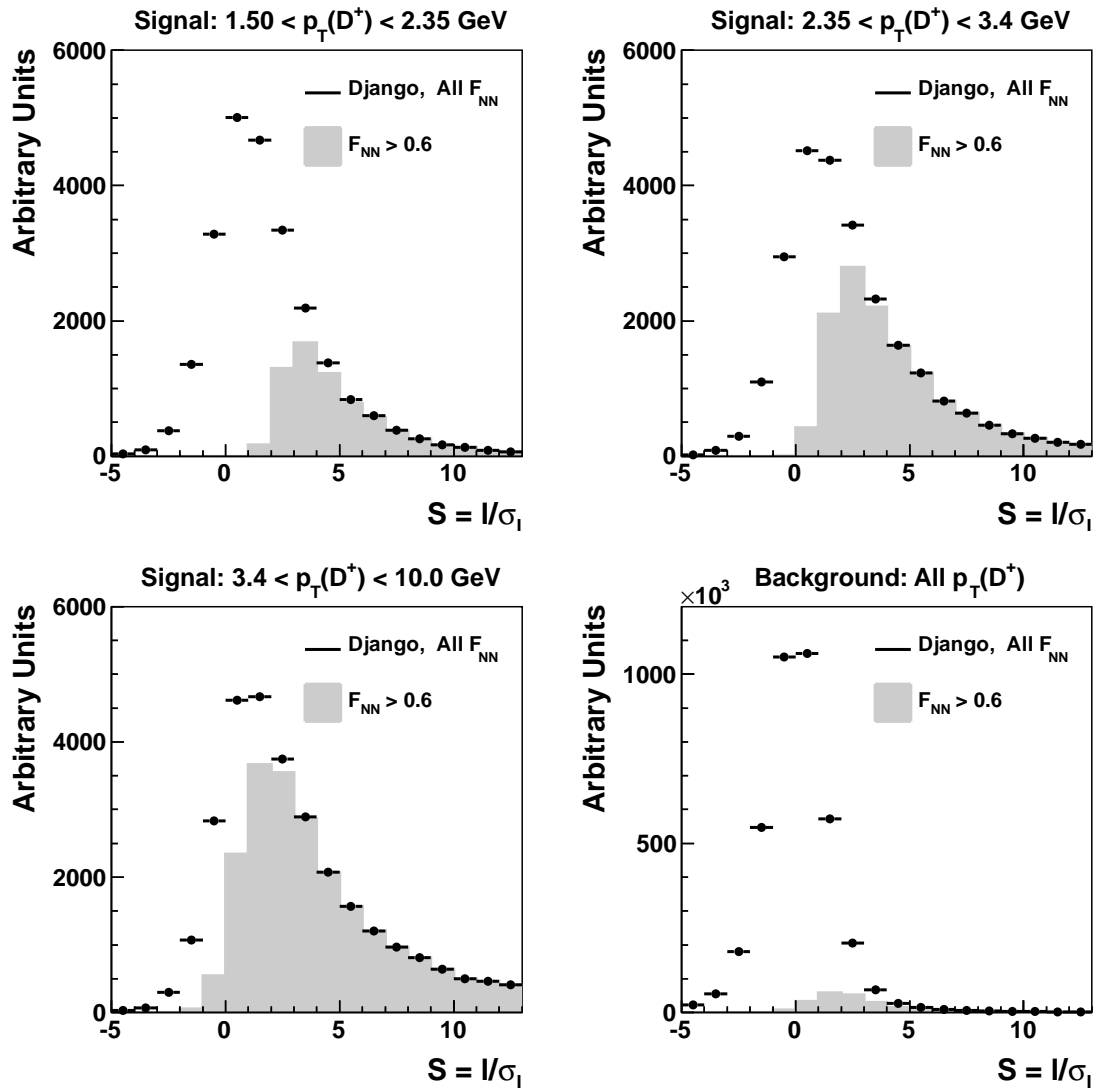 Signal: 1.50 < p_T(D^+) < 2.35 GeV
Arbitrary Units
6000
4000
2000
0
Django, All F_NN
F_NN > 0.6
-5 0 5 10
S = I/σ_I
Signal: 2.35 < p_T(D^+) < 3.4 GeV
Arbitrary Units
6000
4000
2000
0
Django, All F_NN
F_NN > 0.6
-5 0 5 10
S = I/σ_I
Signal: 3.4 < p_T(D^+) < 10.0 GeV
Arbitrary Units
6000
4000
2000
0
Django, All F_NN
F_NN > 0.6
-5 0 5 10
S = I/σ_I
Background: All p_T(D^+)
×10^3
Arbitrary Units
1000
500
0
Django, All F_NN
F_NN > 0.6
-5 0 5 10
S = I/σ_I